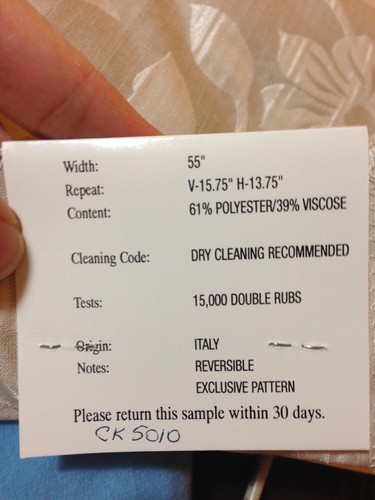 Width: 55"
Repeat: V-15.75" H-13.75"
Content: 61% POLYESTER/39% VISCOSE
Cleaning Code: DRY CLEANING RECOMMENDED
Tests: 15,000 DOUBLE RUBS
Origin: ITALY
Notes: REVERSIBLE
EXCLUSIVE PATTERN
Please return this sample within 30 days.
CK 5010